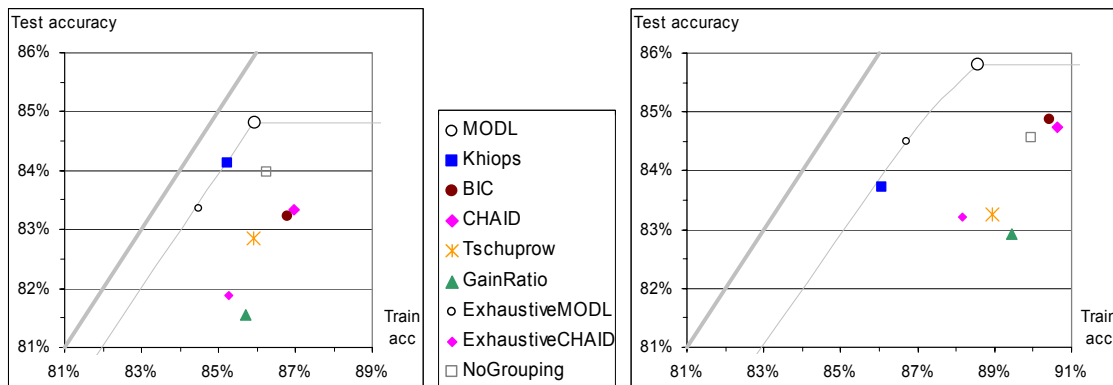 Test accuracy
86%
85%
84%
83%
82%
81%
81%
83%
85%
87%
89%
Train
acc
MODL
Khiops
BIC
CHAID
Tschuprow
GainRatio
ExhaustiveMODL
ExhaustiveCHAID
NoGrouping
Test accuracy
86%
85%
84%
83%
82%
81%
81%
83%
85%
87%
89%
91%
Train
acc